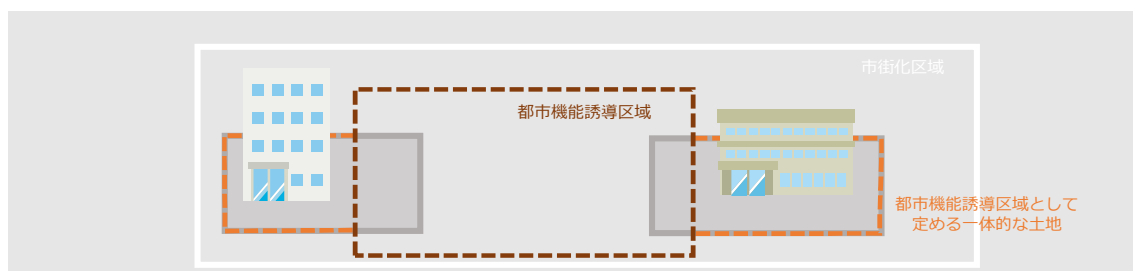 市街化区域
都市機能誘導区域
都市機能誘導区域として
定める一体的な土地